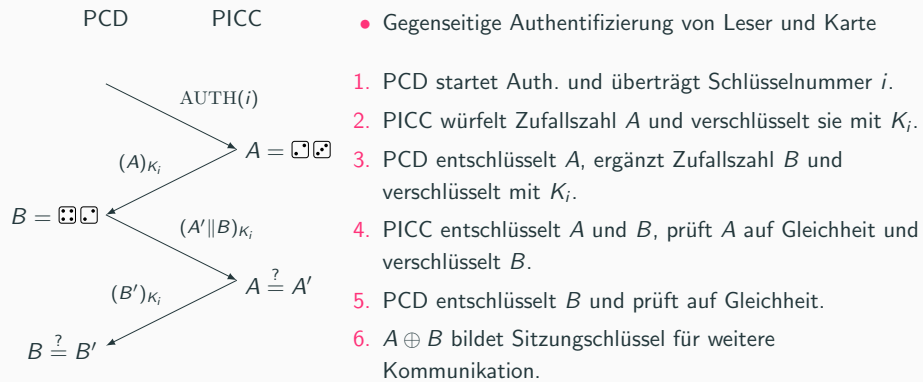 PCD PICC
AUTH(i)
A = ⚁⚂
(A)_{K_i}
B = ⚃⚁
(A′∥B)_{K_i}
A ≟ A′
(B′)_{K_i}
B ≟ B′
• Gegenseitige Authentifizierung von Leser und Karte
1. PCD startet Auth. und überträgt Schlüsselnummer i.
2. PICC würfelt Zufallszahl A und verschlüsselt sie mit K_i.
3. PCD entschlüsselt A, ergänzt Zufallszahl B und
verschlüsselt mit K_i.
4. PICC entschlüsselt A und B, prüft A auf Gleichheit und
verschlüsselt B.
5. PCD entschlüsselt B und prüft auf Gleichheit.
6. A ⊕ B bildet Sitzungschlüssel für weitere
Kommunikation.